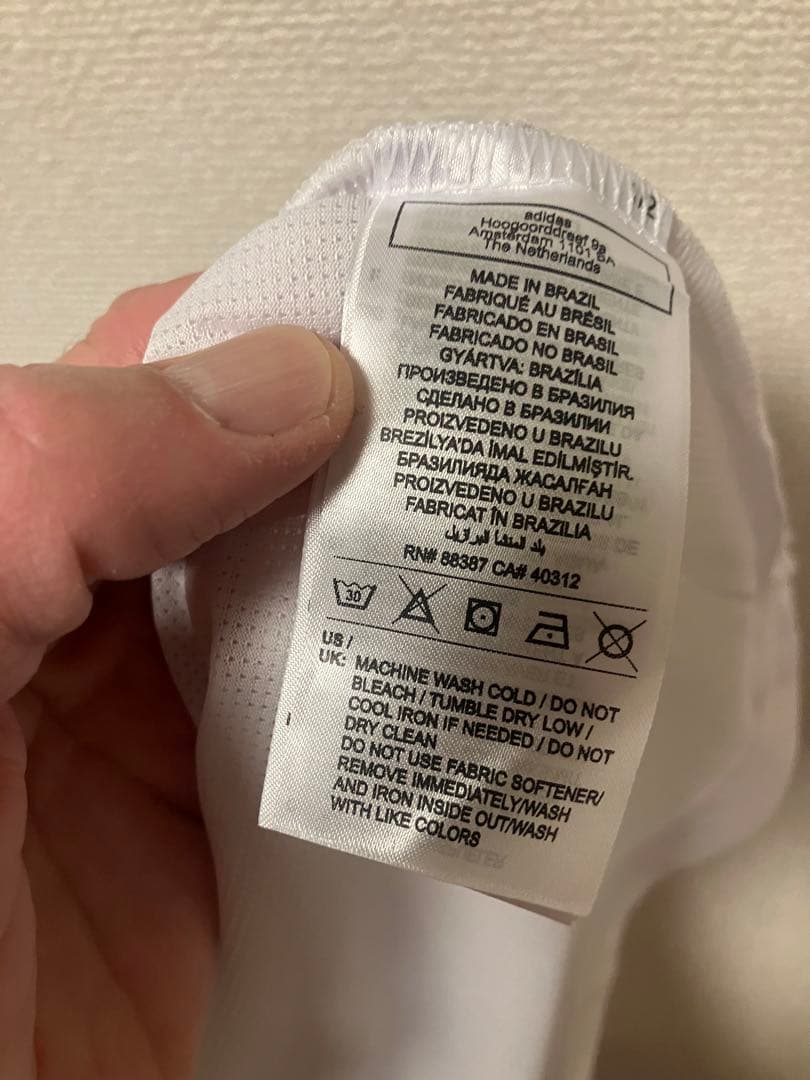 adidas
Hoogoorddreef 9a
Amsterdam 1101 BA
The Netherlands
MADE IN BRAZIL
FABRIQUÉ AU BRÉSIL
FABRICADO EN BRASIL
FABRICADO NO BRASIL
GYÁRTVA: BRAZÍLIA
ПРОИЗВЕДЕНО В БРАЗИЛИЯ
СДЕЛАНО В БРАЗИЛИИ
PROIZVEDENO U BRAZILU
BREZİLYA'DA İMAL EDİLMİŞTİR.
БРАЗИЛИЯДА ЖАСАЛҒАН
PROIZVEDENO U BRAZILU
FABRICAT ÎN BRAZILIA
بلد المنشأ البرازيل
RN# 88387 CA# 40312
30
US /
UK: MACHINE WASH COLD / DO NOT
BLEACH / TUMBLE DRY LOW /
COOL IRON IF NEEDED / DO NOT
DRY CLEAN
DO NOT USE FABRIC SOFTENER/
REMOVE IMMEDIATELY/WASH
AND IRON INSIDE OUT/WASH
WITH LIKE COLORS